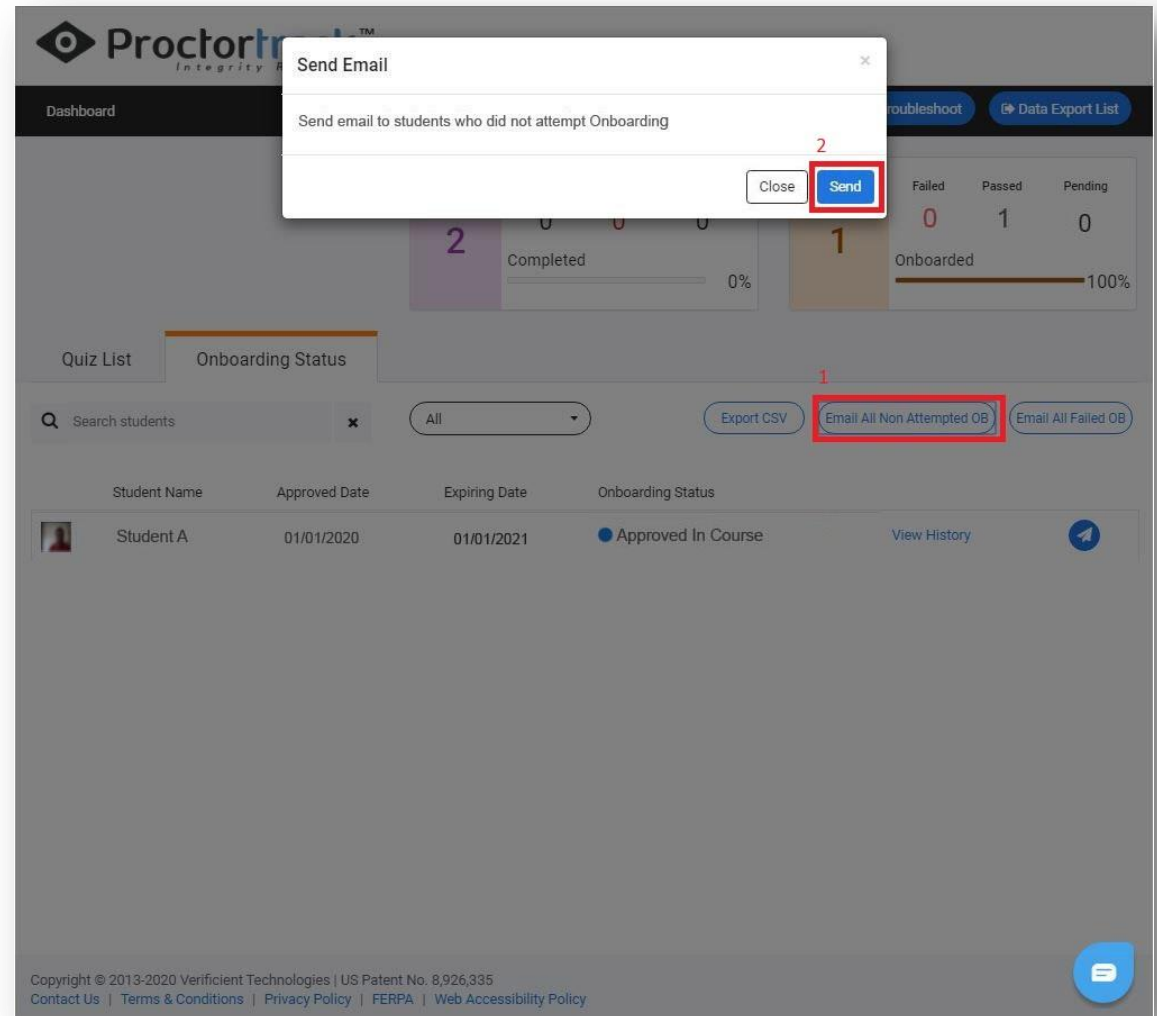 Proctortrack™
Integrity R
Send Email ×
Send email to students who did not attempt Onboarding
2
Close Send
Dashboard roubleshoot Data Export List
2
0 0 0
Completed
0%
1
Failed Passed Pending
0 1 0
Onboarded
100%
Quiz List Onboarding Status
1
Search students × All Export CSV Email All Non Attempted OB Email All Failed OB
Student Name Approved Date Expiring Date Onboarding Status
Student A 01/01/2020 01/01/2021 Approved In Course View History
Copyright © 2013-2020 Verificient Technologies | US Patent No. 8,926,335
Contact Us | Terms & Conditions | Privacy Policy | FERPA | Web Accessibility Policy